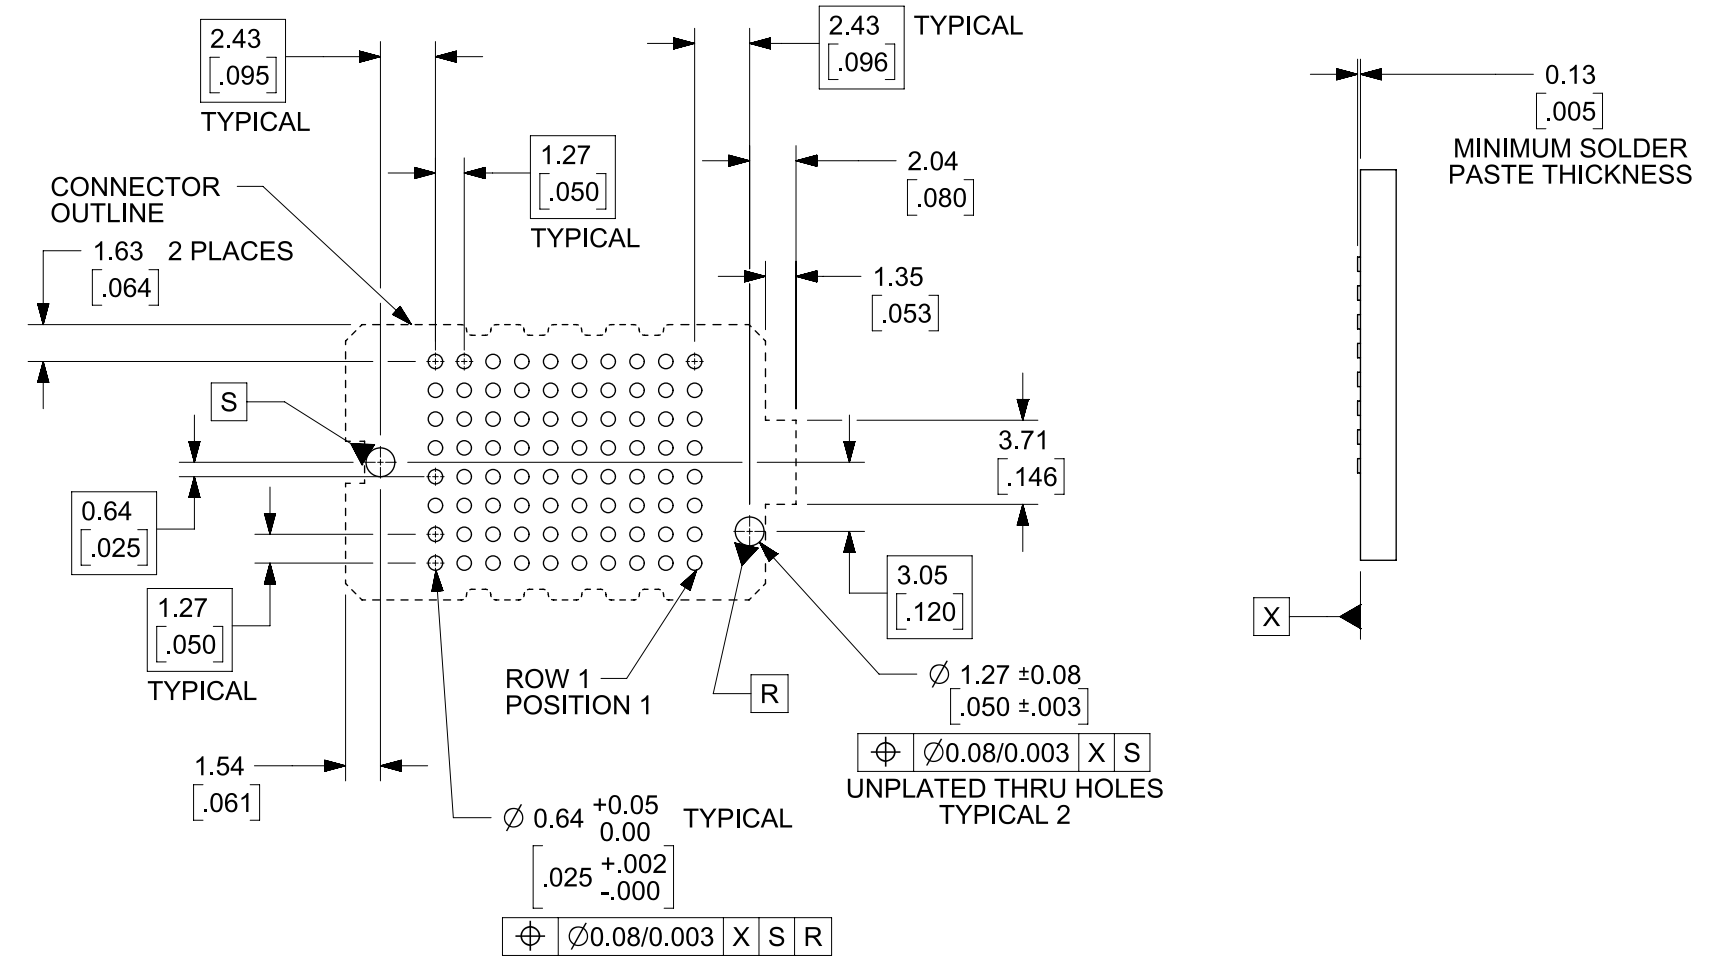 2.43
[.095]
TYPICAL
2.43 TYPICAL
[.096]
0.13
[.005]
MINIMUM SOLDER
PASTE THICKNESS
1.27
[.050]
TYPICAL
2.04
[.080]
CONNECTOR
OUTLINE
1.63 2 PLACES
[.064]
1.35
[.053]
S
3.71
[.146]
0.64
[.025]
3.05
[.120]
1.27
[.050]
TYPICAL
X
ROW 1
POSITION 1
R
Ø 1.27 ±0.08
[.050 ±.003]
⌖ Ø0.08/0.003 X S
UNPLATED THRU HOLES
TYPICAL 2
1.54
[.061]
Ø 0.64 +0.05 TYPICAL
0.00
[.025 +.002
-.000]
⌖ Ø0.08/0.003 X S R